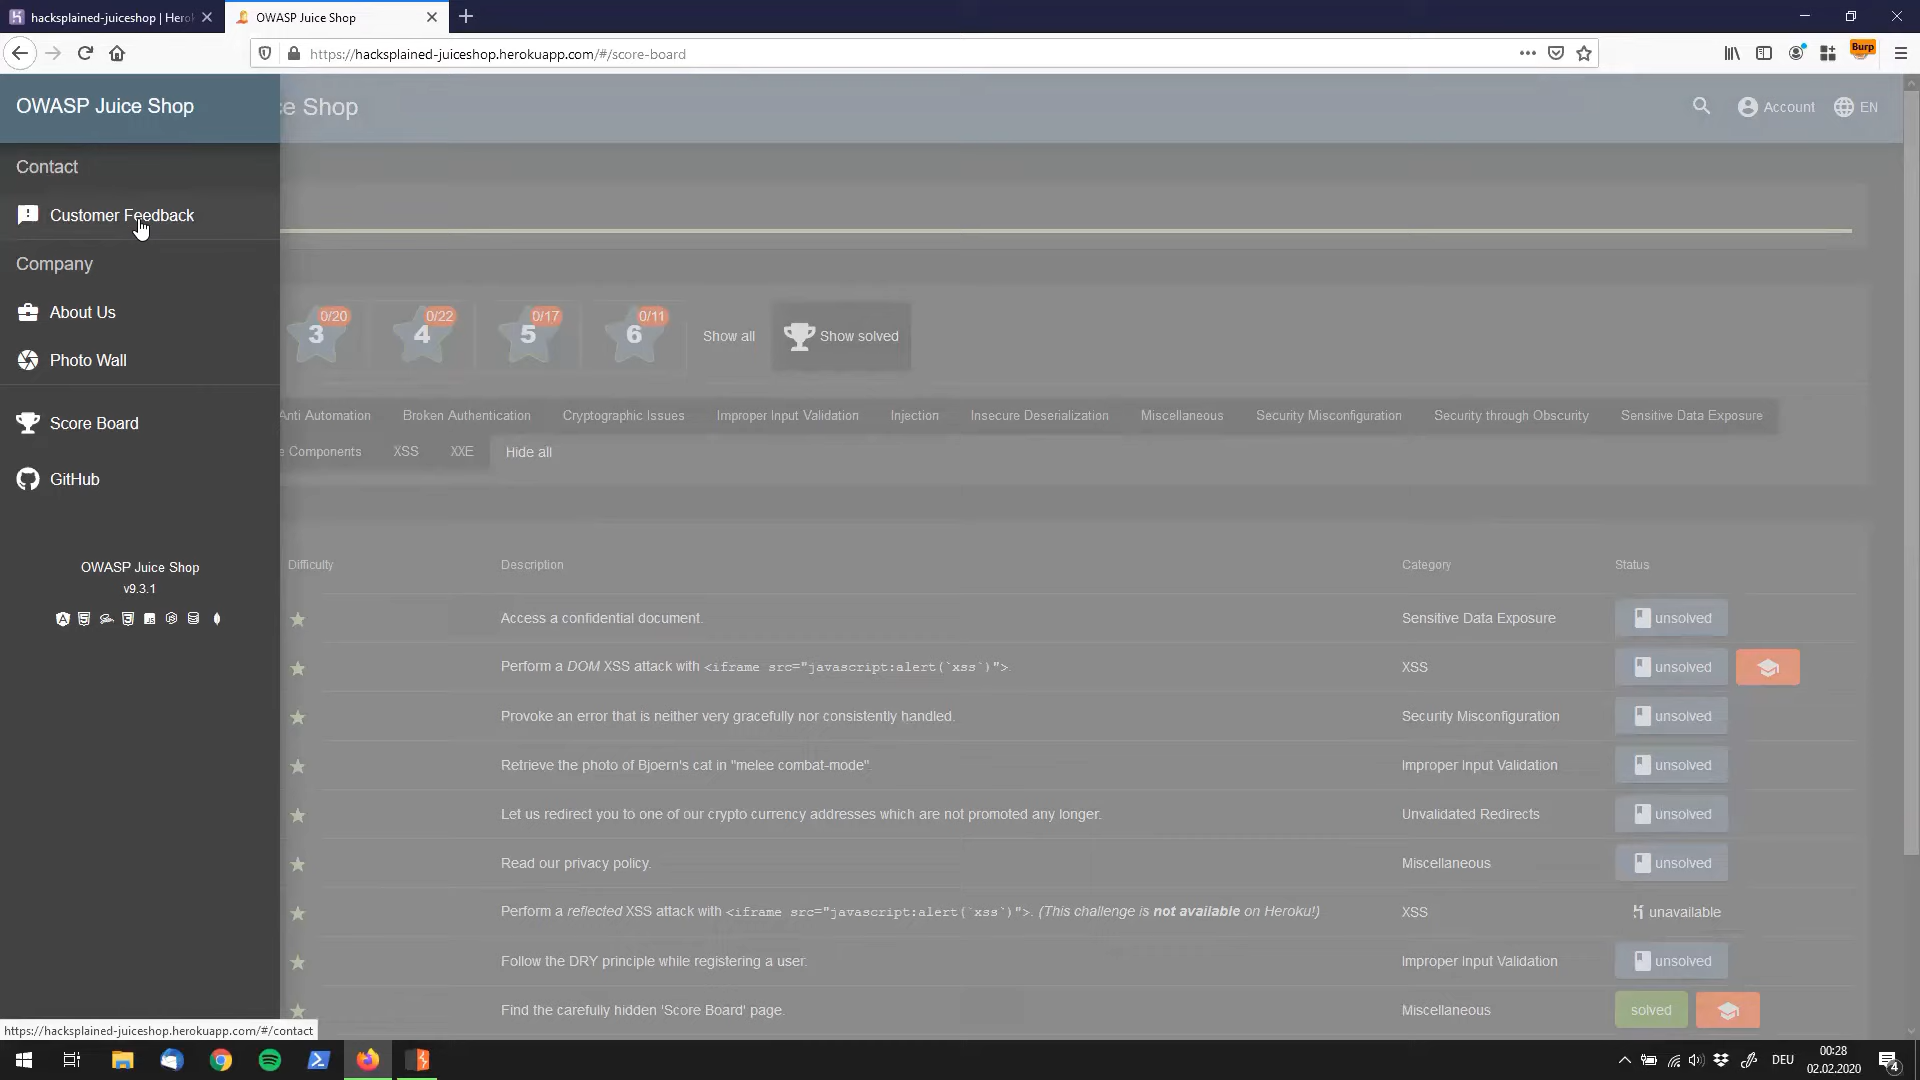 hacksplained-juiceshop | Hero
OWASP Juice Shop
https://hacksplained-juiceshop.herokuapp.com/#/score-board
Burp
OWASP Juice Shop
ce Shop
Account
EN
Contact
Customer Feedback
Company
About Us
Photo Wall
Score Board
GitHub
OWASP Juice Shop
v9.3.1
3 0/20
4 0/22
5 0/17
6 0/11
Show all
Show solved
Anti Automation Broken Authentication Cryptographic Issues Improper Input Validation Injection Insecure Deserialization Miscellaneous Security Misconfiguration Security through Obscurity Sensitive Data Exposure
e Components XSS XXE Hide all
Difficulty Description Category Status
Access a confidential document. Sensitive Data Exposure unsolved
Perform a DOM XSS attack with <iframe src="javascript:alert(`xss`)">. XSS unsolved
Provoke an error that is neither very gracefully nor consistently handled. Security Misconfiguration unsolved
Retrieve the photo of Bjoern's cat in "melee combat-mode". Improper Input Validation unsolved
Let us redirect you to one of our crypto currency addresses which are not promoted any longer. Unvalidated Redirects unsolved
Read our privacy policy. Miscellaneous unsolved
Perform a reflected XSS attack with <iframe src="javascript:alert(`xss`)">. (This challenge is not available on Heroku!) XSS unavailable
Follow the DRY principle while registering a user. Improper Input Validation unsolved
Find the carefully hidden 'Score Board' page. Miscellaneous solved
https://hacksplained-juiceshop.herokuapp.com/#/contact
DEU
00:28
02.02.2020
4